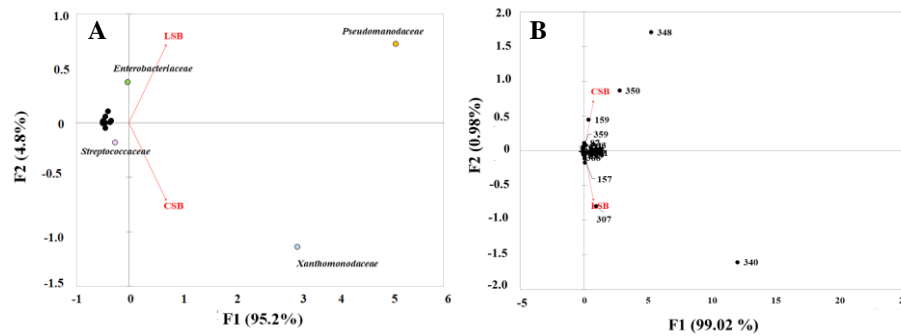 A
1.0
0.5
0
-0.5
-1.0
-1.5
F2 (4.8%)
LSB
Pseudomanodaceae
Enterobacteriaceae
Streptococcaceae
CSB
Xanthomonodaceae
-1
0
1
2
3
4
5
6
F1 (95.2%)
B
2.0
1.5
1.0
0.5
0
-0.5
-1.0
-1.5
-2.0
F2 (0.98%)
348
350
CSB
159
359
157
307
340
-5
0
5
10
15
20
25
F1 (99.02 %)